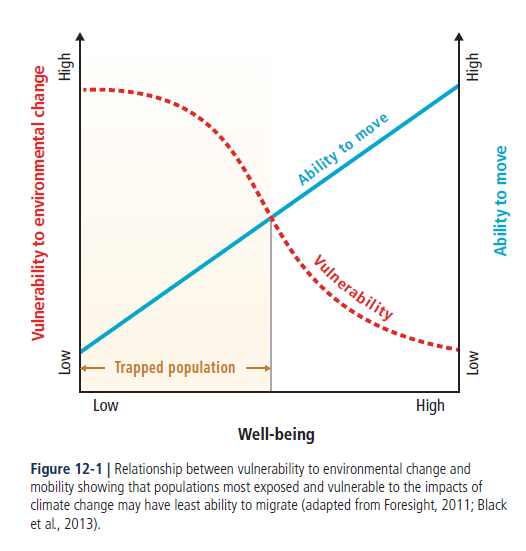 High
High
Vulnerability to environmental change
Ability to move
Ability to move
Vulnerability
Low
Low
Trapped population
Low
High
Well-being
Figure 12-1 | Relationship between vulnerability to environmental change and
mobility showing that populations most exposed and vulnerable to the impacts of
climate change may have least ability to migrate (adapted from Foresight, 2011; Black
et al., 2013).